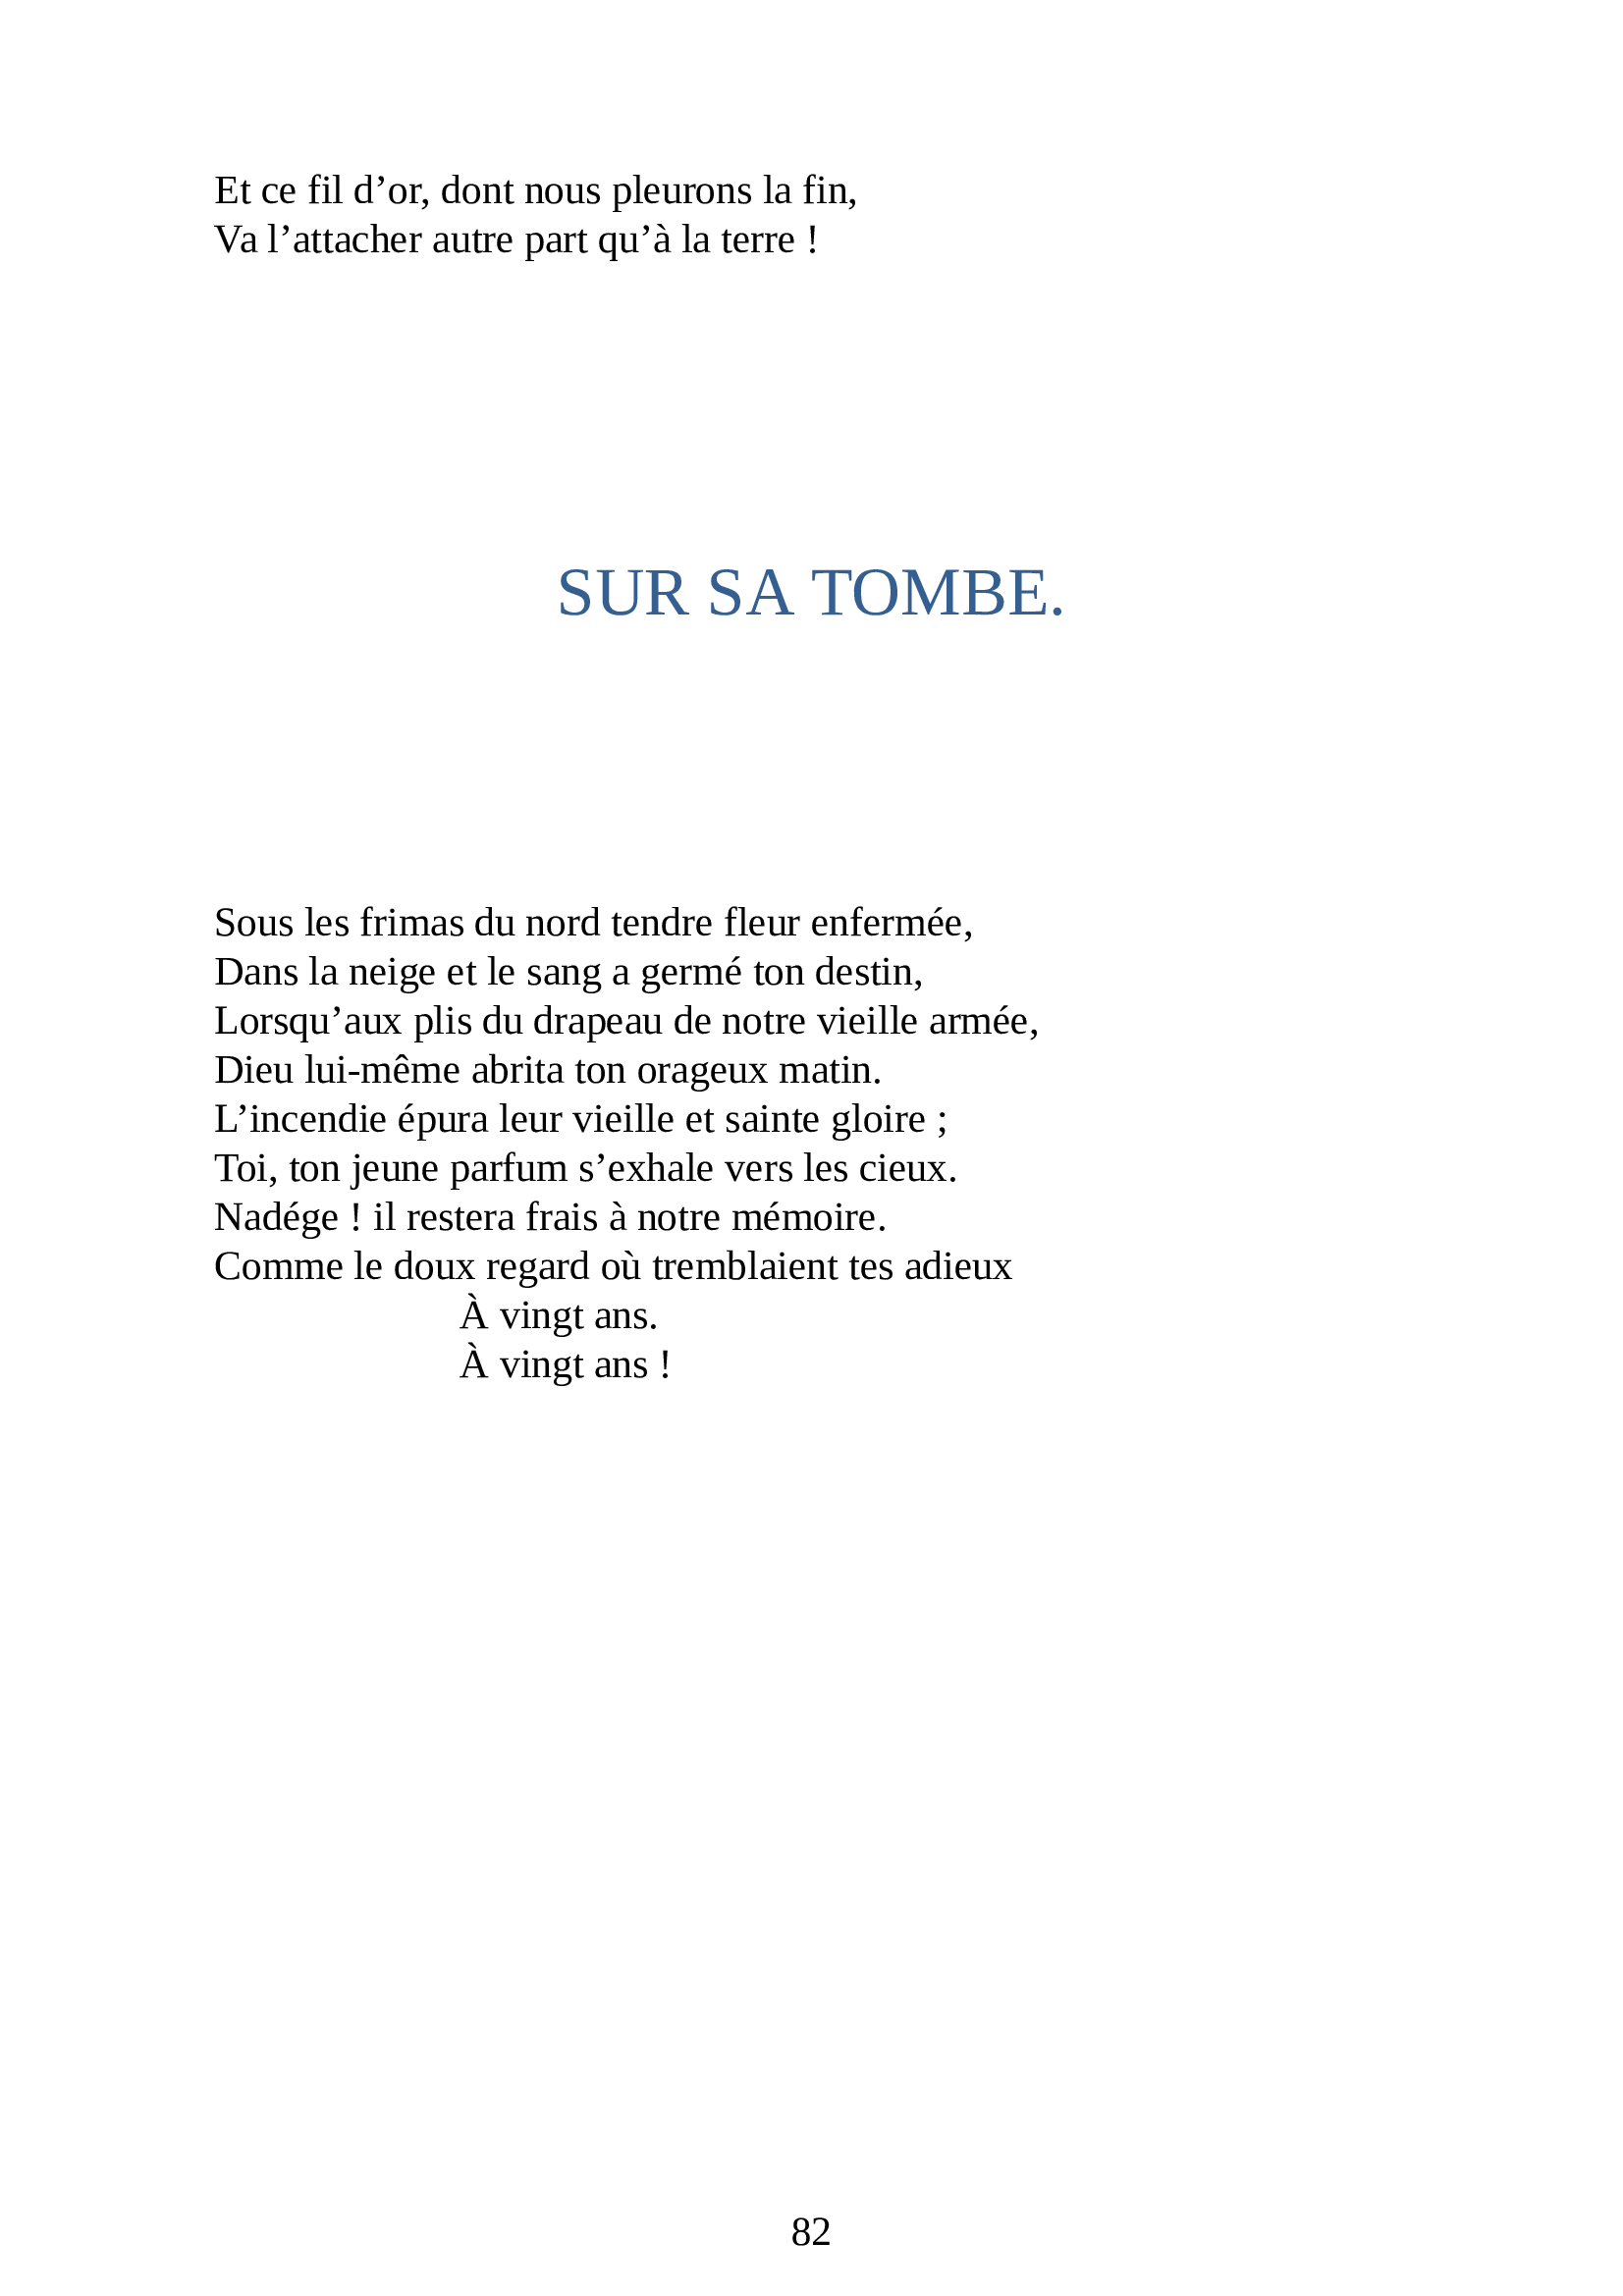 Et ce fil d’or, dont nous pleurons la fin,
Va l’attacher autre part qu’à la terre !
SUR SA TOMBE.
Sous les frimas du nord tendre fleur enfermée,
Dans la neige et le sang a germé ton destin,
Lorsqu’aux plis du drapeau de notre vieille armée,
Dieu lui-même abrita ton orageux matin.
L’incendie épura leur vieille et sainte gloire ;
Toi, ton jeune parfum s’exhale vers les cieux.
Nadége ! il restera frais à notre mémoire.
Comme le doux regard où tremblaient tes adieux
À vingt ans.
À vingt ans !
82